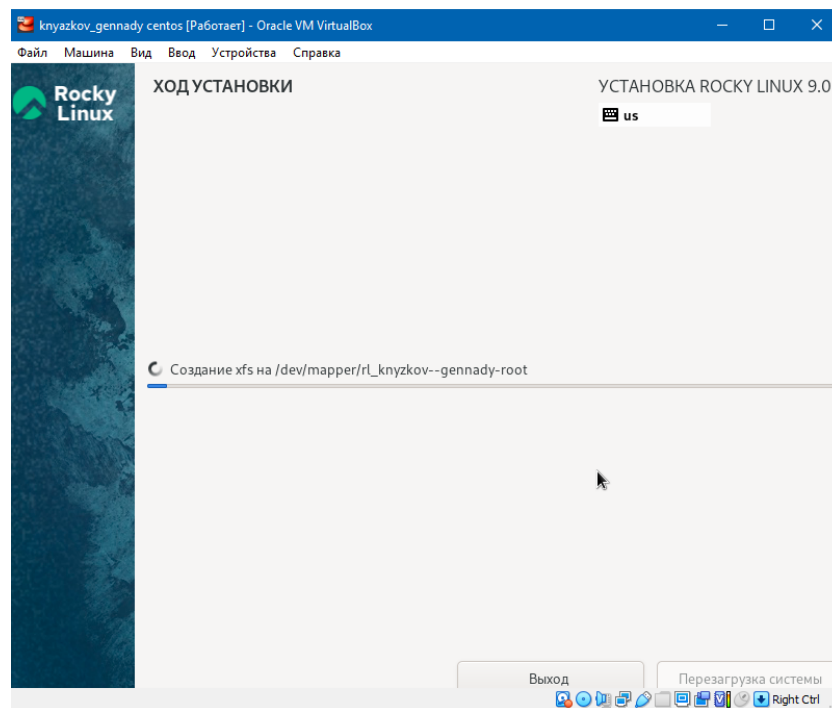 knyazkov_gennady centos [Работает] - Oracle VM VirtualBox
Файл Машина Вид Ввод Устройства Справка
Rocky
Linux
ХОД УСТАНОВКИ
УСТАНОВКА ROCKY LINUX 9.0
us
Создание xfs на /dev/mapper/rl_knyzkov--gennady-root
Выход
Перезагрузка системы
Right Ctrl